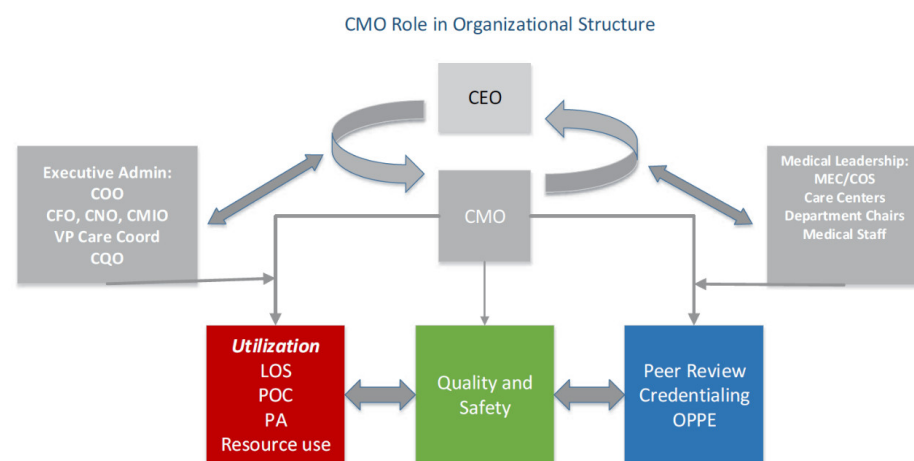 CMO Role in Organizational Structure
CEO
Executive Admin:
COO
CFO, CNO, CMIO
VP Care Coord
CQO
CMO
Medical Leadership:
MEC/COS
Care Centers
Department Chairs
Medical Staff
Utilization
LOS
POC
PA
Resource use
Quality and
Safety
Peer Review
Credentialing
OPPE